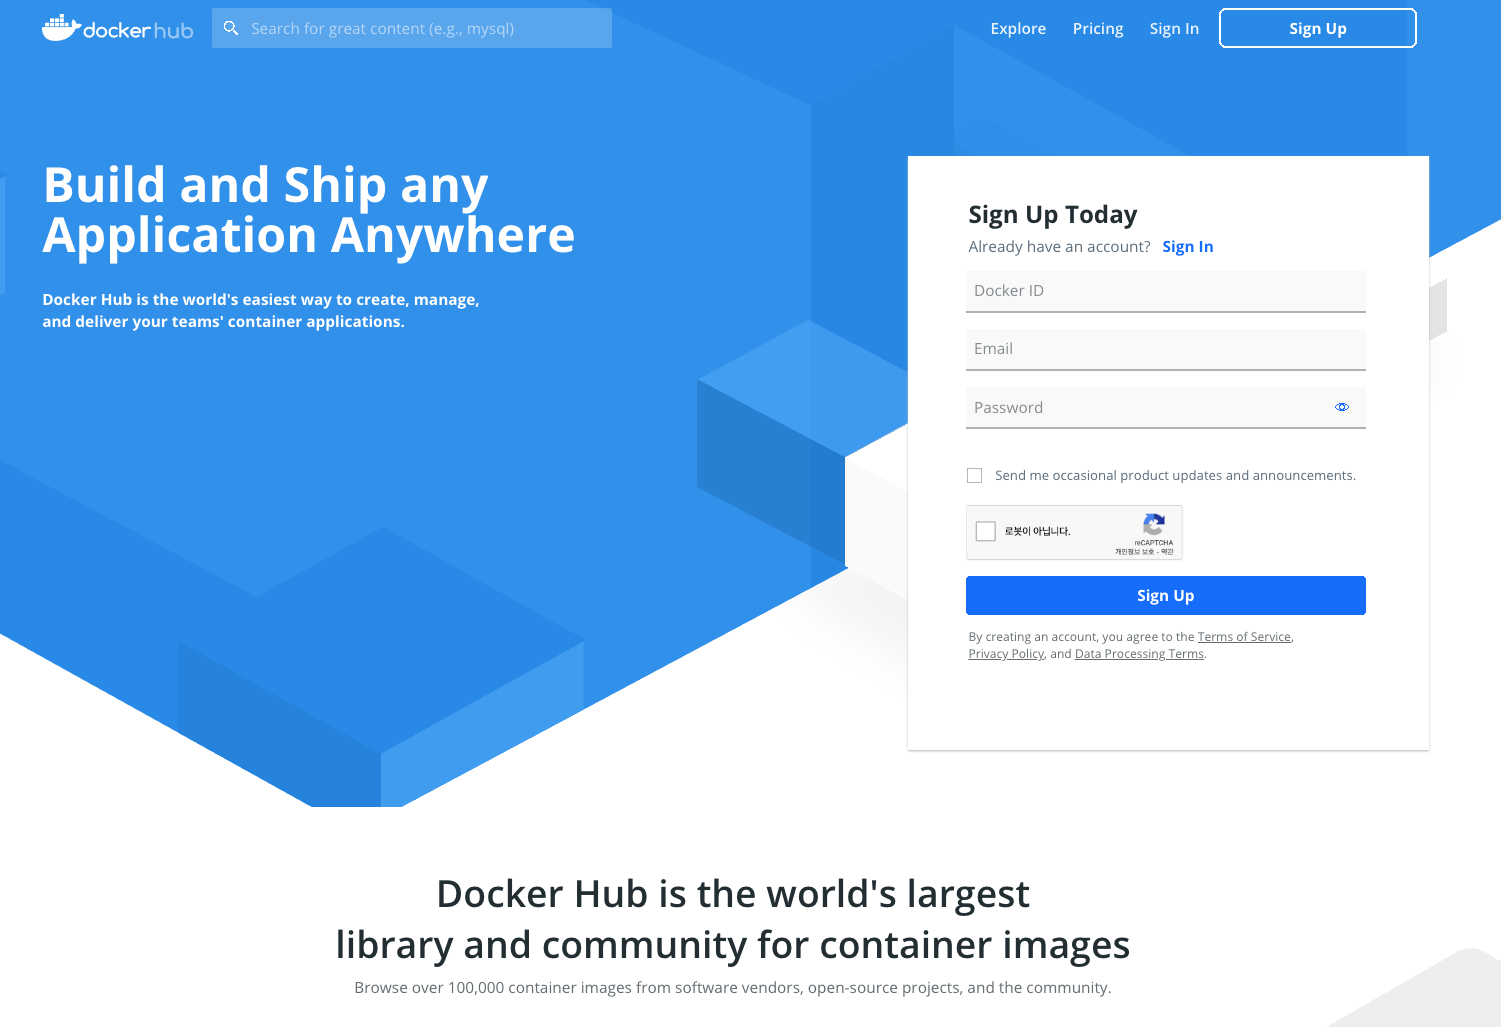 docker hub
Search for great content (e.g., mysql)
Explore
Pricing
Sign In
Sign Up
Build and Ship any
Application Anywhere
Docker Hub is the world's easiest way to create, manage,
and deliver your teams' container applications.
Sign Up Today
Already have an account? Sign In
Docker ID
Email
Password
Send me occasional product updates and announcements.
로봇이 아닙니다.
reCAPTCHA
개인정보 보호 - 약관
Sign Up
By creating an account, you agree to the Terms of Service,
Privacy Policy, and Data Processing Terms.
Docker Hub is the world's largest
library and community for container images
Browse over 100,000 container images from software vendors, open-source projects, and the community.